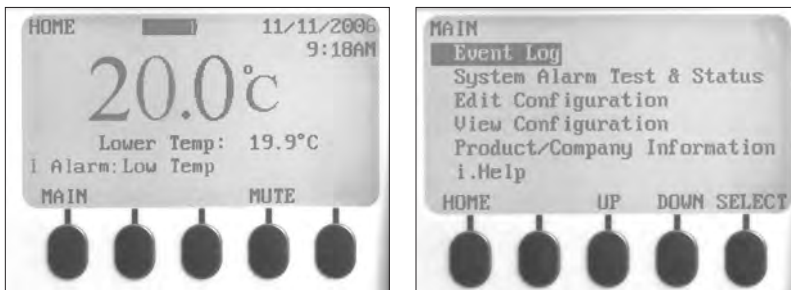 HOME 11/11/2006
9:18AM
20.0°C
Lower Temp: 19.9°C
i Alarm:Low Temp
MAIN MUTE
MAIN
Event Log
System Alarm Test & Status
Edit Configuration
View Configuration
Product/Company Information
i.Help
HOME UP DOWN SELECT